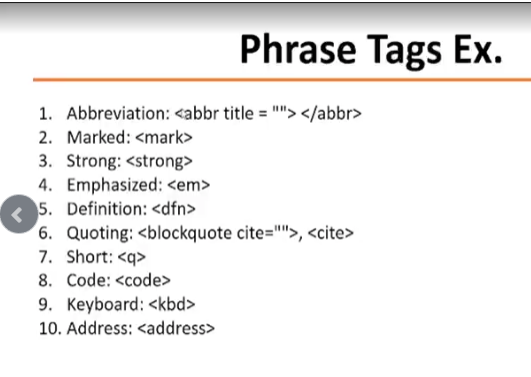 Phrase Tags Ex.
1. Abbreviation: <abbr title = ""> </abbr>
2. Marked: <mark>
3. Strong: <strong>
4. Emphasized: <em>
5. Definition: <dfn>
6. Quoting: <blockquote cite="">, <cite>
7. Short: <q>
8. Code: <code>
9. Keyboard: <kbd>
10. Address: <address>